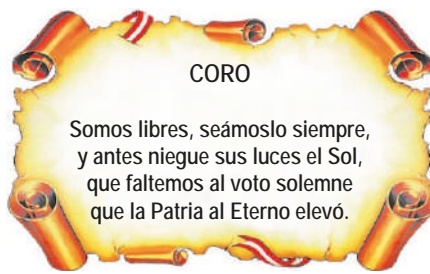 CORO
Somos libres, seámoslo siempre,
y antes niegue sus luces el Sol,
que faltemos al voto solemne
que la Patria al Eterno elevó.